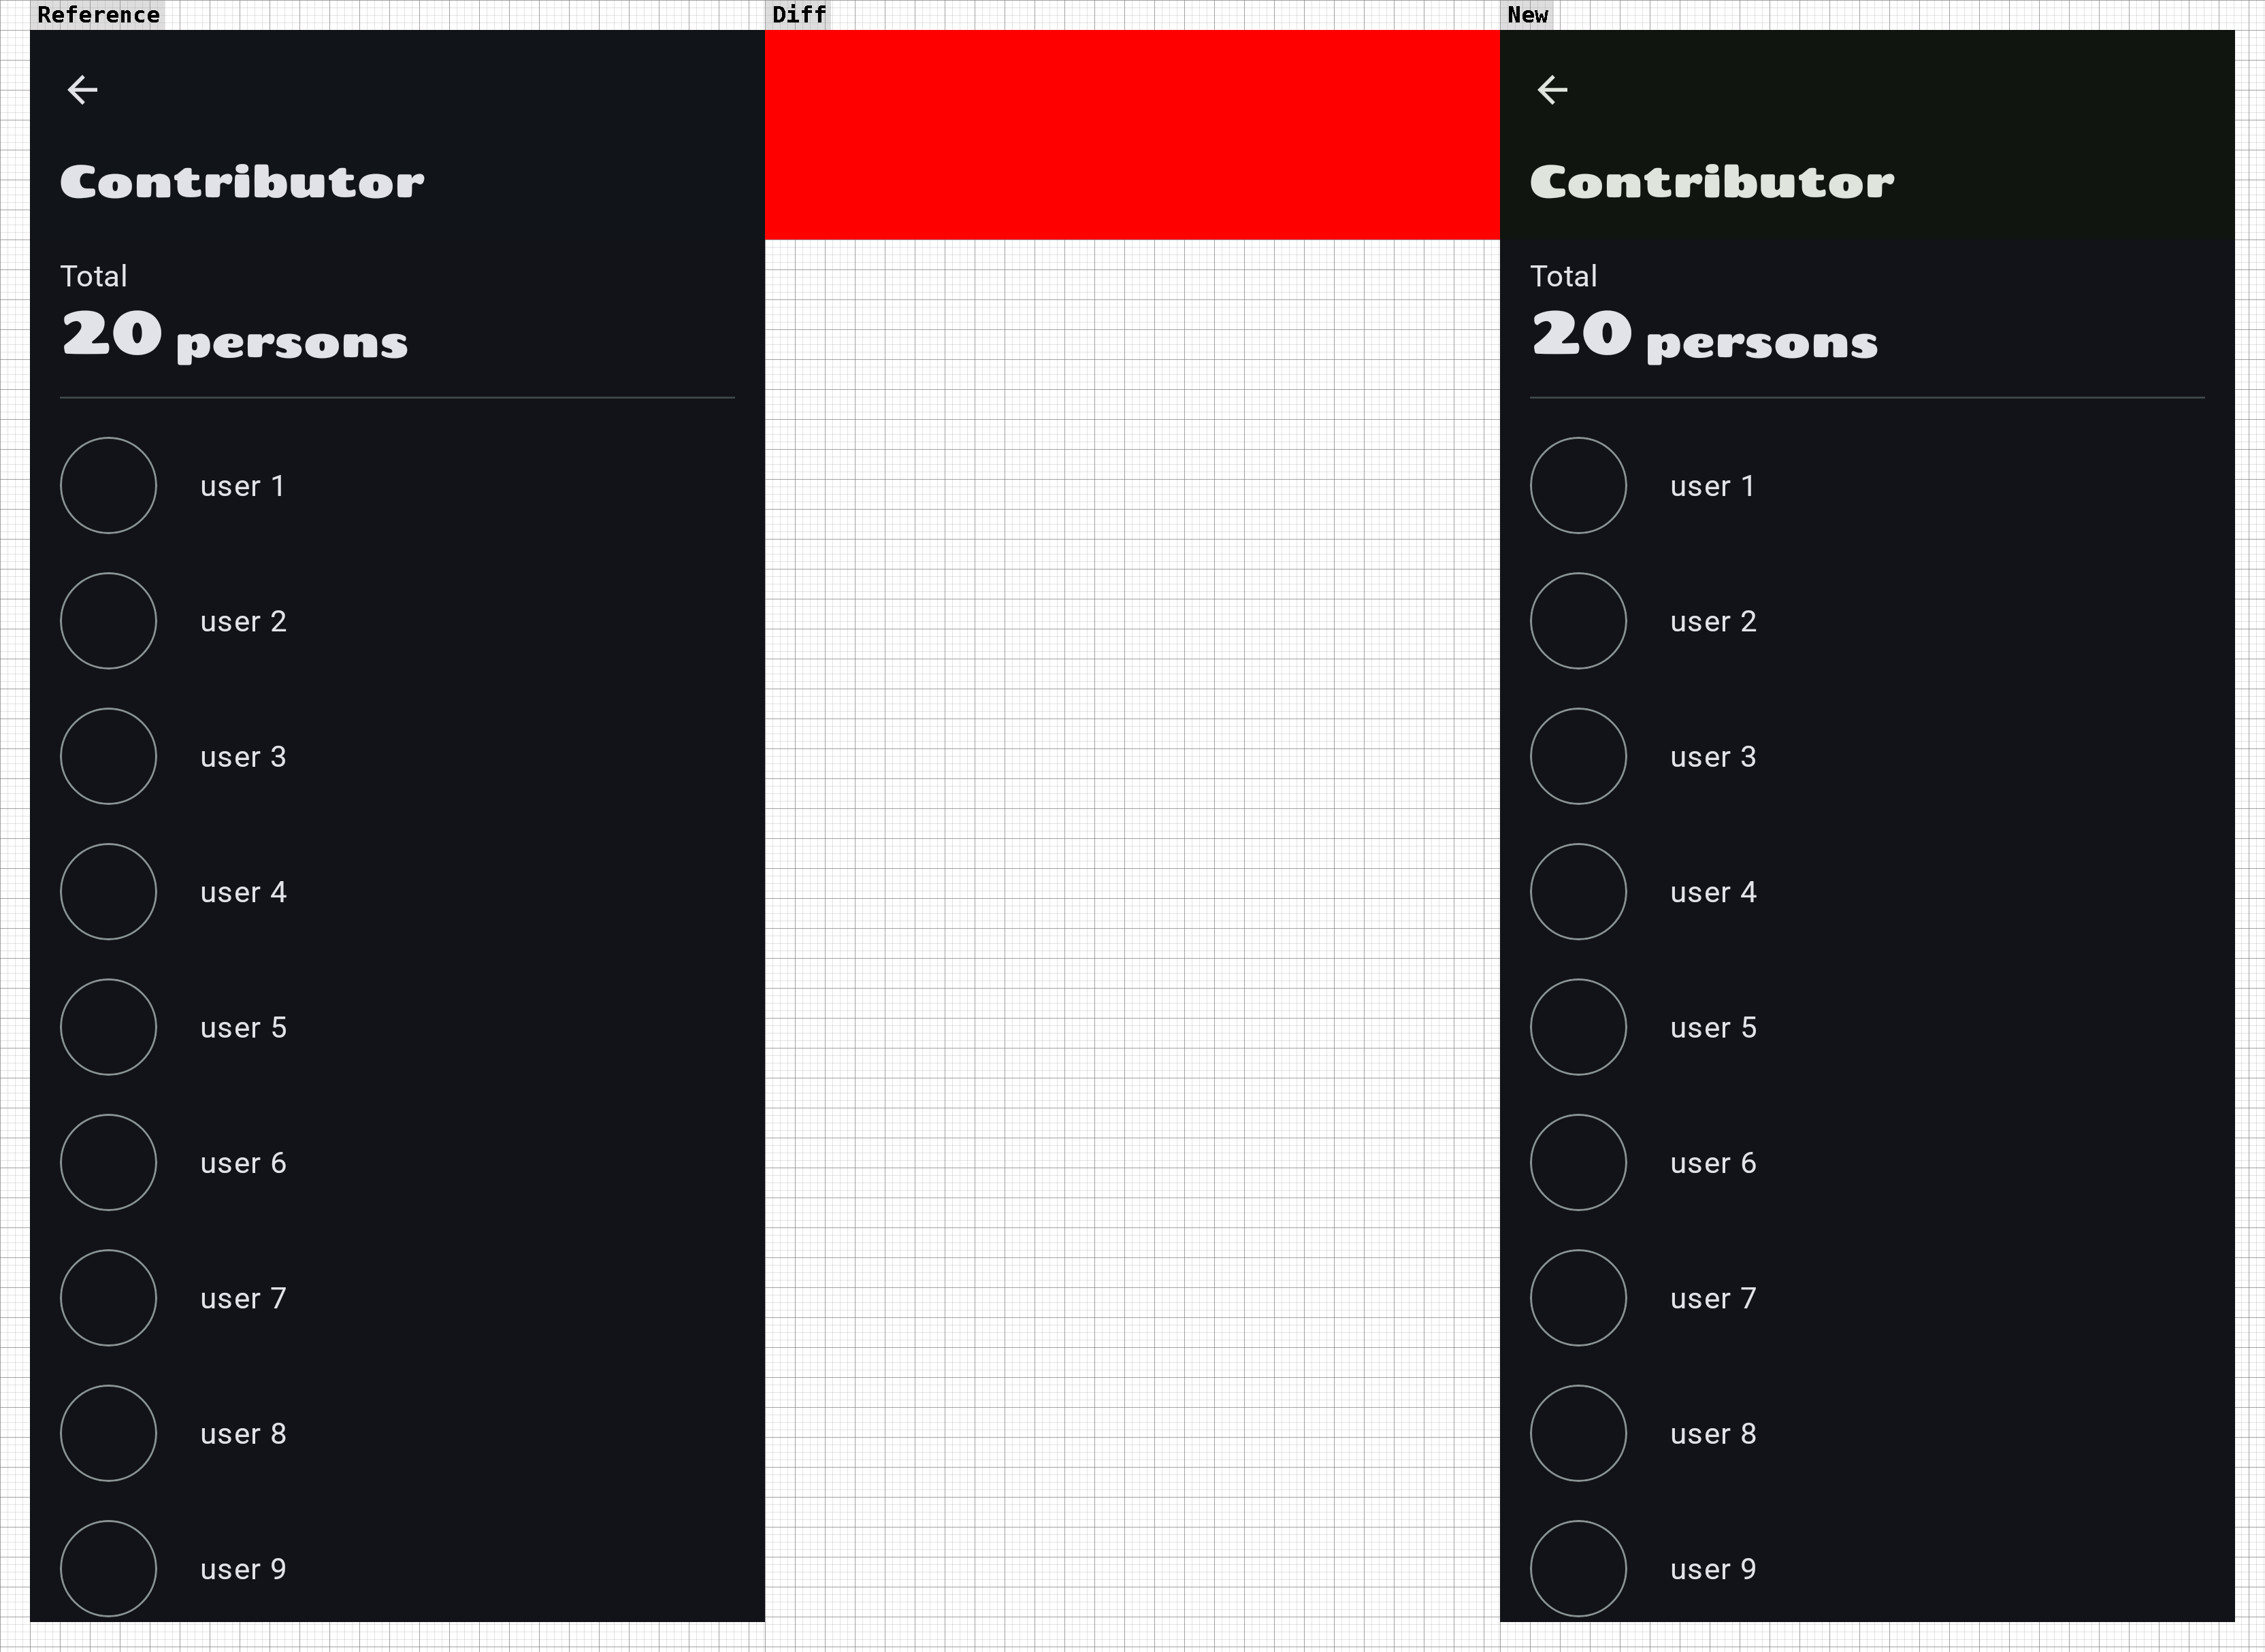 Reference
Diff
New
Contributor
Total
20 persons
user 1
user 2
user 3
user 4
user 5
user 6
user 7
user 8
user 9
Contributor
Total
20 persons
user 1
user 2
user 3
user 4
user 5
user 6
user 7
user 8
user 9